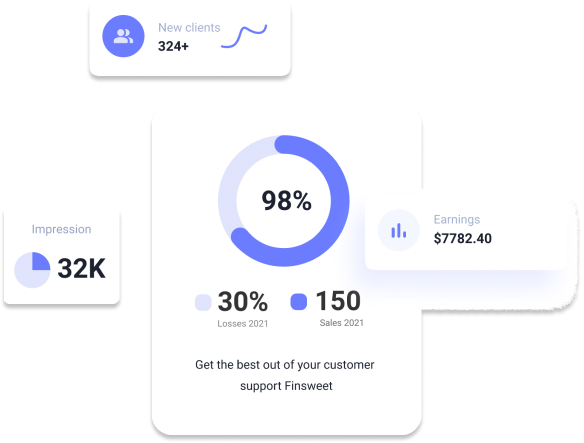 New clients
324+
98%
Earnings
$7782.40
Impression
32K
30%
Losses 2021
150
Sales 2021
Get the best out of your customer
support Finsweet